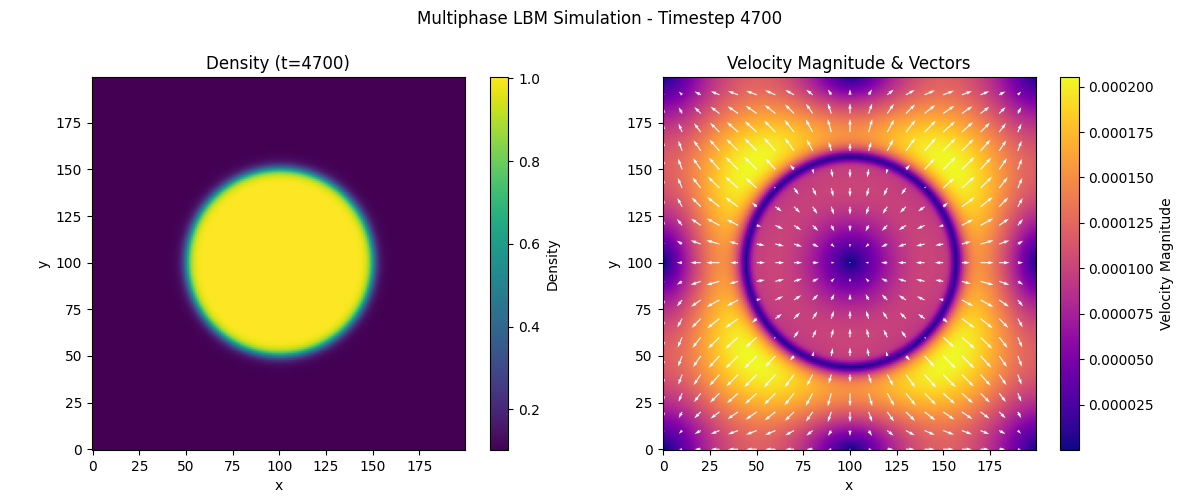 Multiphase LBM Simulation - Timestep 4700
Density (t=4700)
175
150
125
100
75
50
25
0
y
0 25 50 75 100 125 150 175
x
1.0
0.8
0.6
0.4
0.2
Density
Velocity Magnitude & Vectors
175
150
125
100
75
50
25
0
y
0 25 50 75 100 125 150 175
x
0.000200
0.000175
0.000150
0.000125
0.000100
0.000075
0.000050
0.000025
Velocity Magnitude